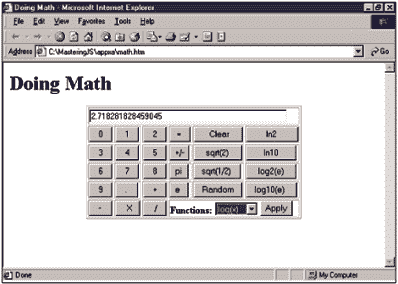 Doing Math - Microsoft Internet Explorer
File Edit View Favorites Tools Help
Address C:\MasteringJS\appxa\math.htm Go
Doing Math
2.718281828459045
0 1 2 = Clear ln2
3 4 5 +/- sqrt(2) ln10
6 7 8 pi sqrt(1/2) log2(e)
9 . + e Random log10(e)
- X / Functions: log(x) Apply
Done My Computer